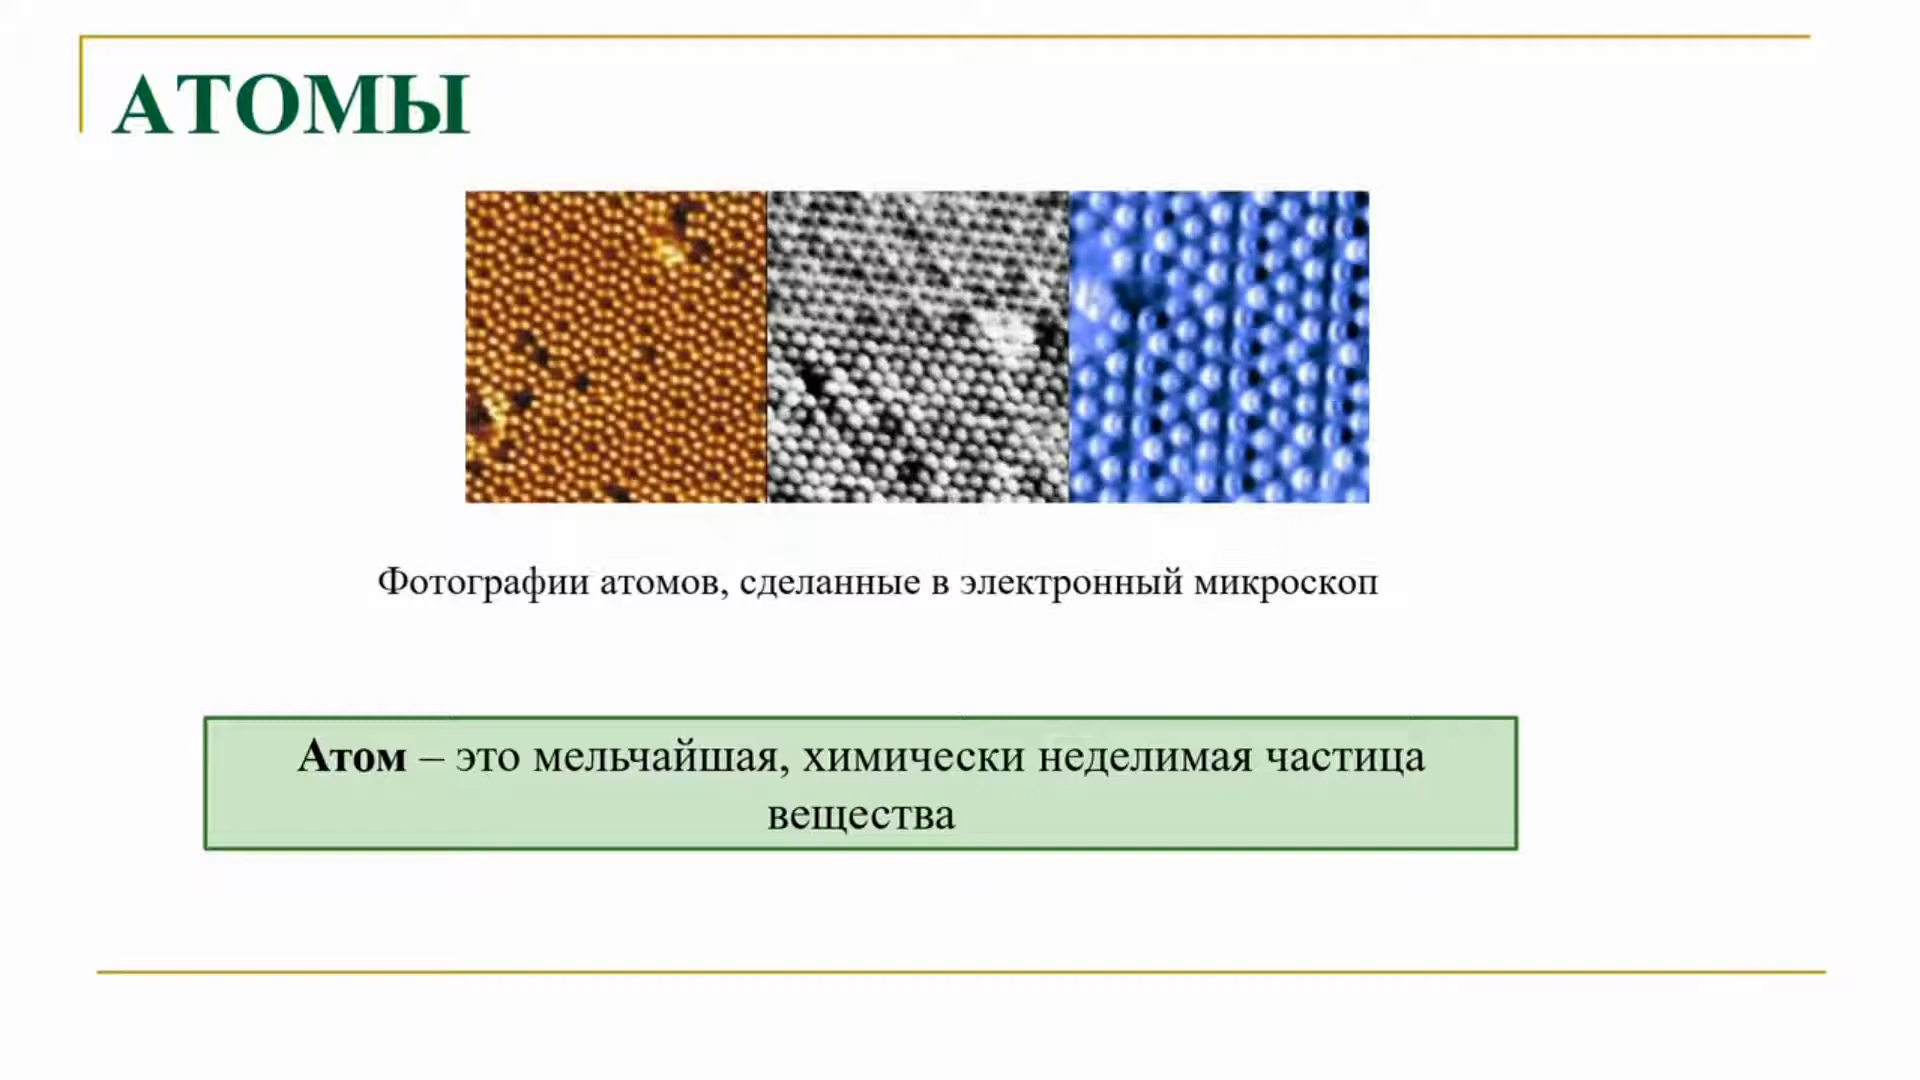 АТОМЫ
Фотографии атомов, сделанные в электронный микроскоп
Атом – это мельчайшая, химически неделимая частица
вещества